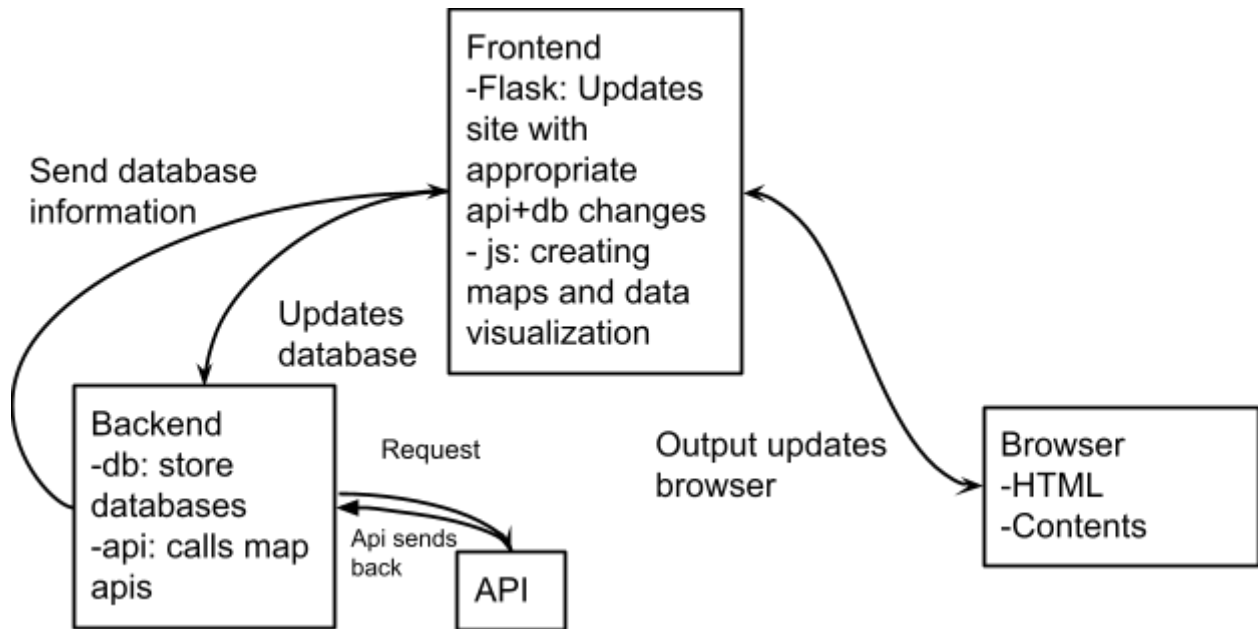 Frontend
-Flask: Updates
site with
appropriate
api+db changes
- js: creating
maps and data
visualization
Send database
information
Updates
database
Backend
-db: store
databases
-api: calls map
apis
Request
Api sends
back
API
Output updates
browser
Browser
-HTML
-Contents